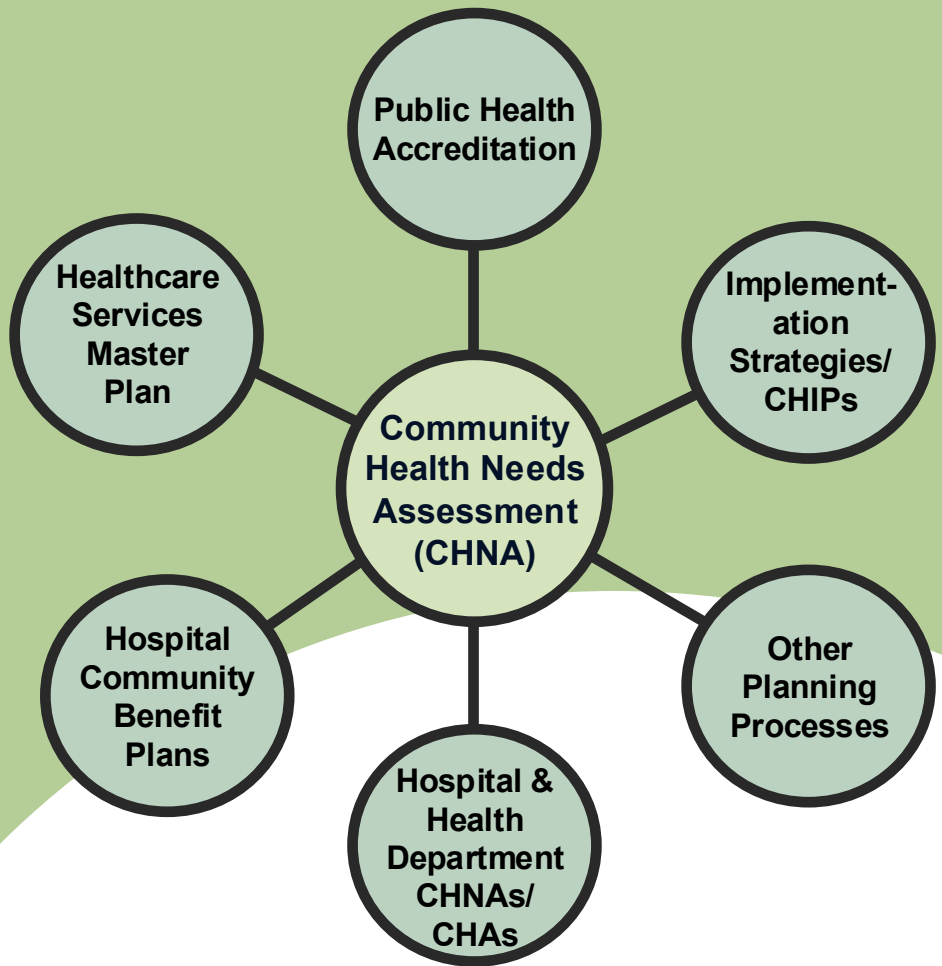 Public Health
Accreditation
Healthcare
Services
Master
Plan
Implement-
ation
Strategies/
CHIPs
Community
Health Needs
Assessment
(CHNA)
Hospital
Community
Benefit
Plans
Other
Planning
Processes
Hospital &
Health
Department
CHNAs/
CHAs